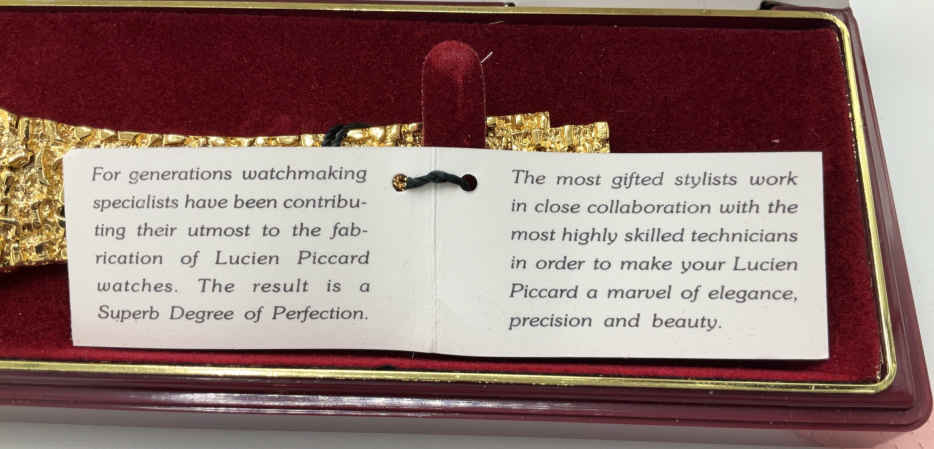 For generations watchmaking
specialists have been contribu-
ting their utmost to the fab-
rication of Lucien Piccard
watches. The result is a
Superb Degree of Perfection.
The most gifted stylists work
in close collaboration with the
most highly skilled technicians
in order to make your Lucien
Piccard a marvel of elegance,
precision and beauty.